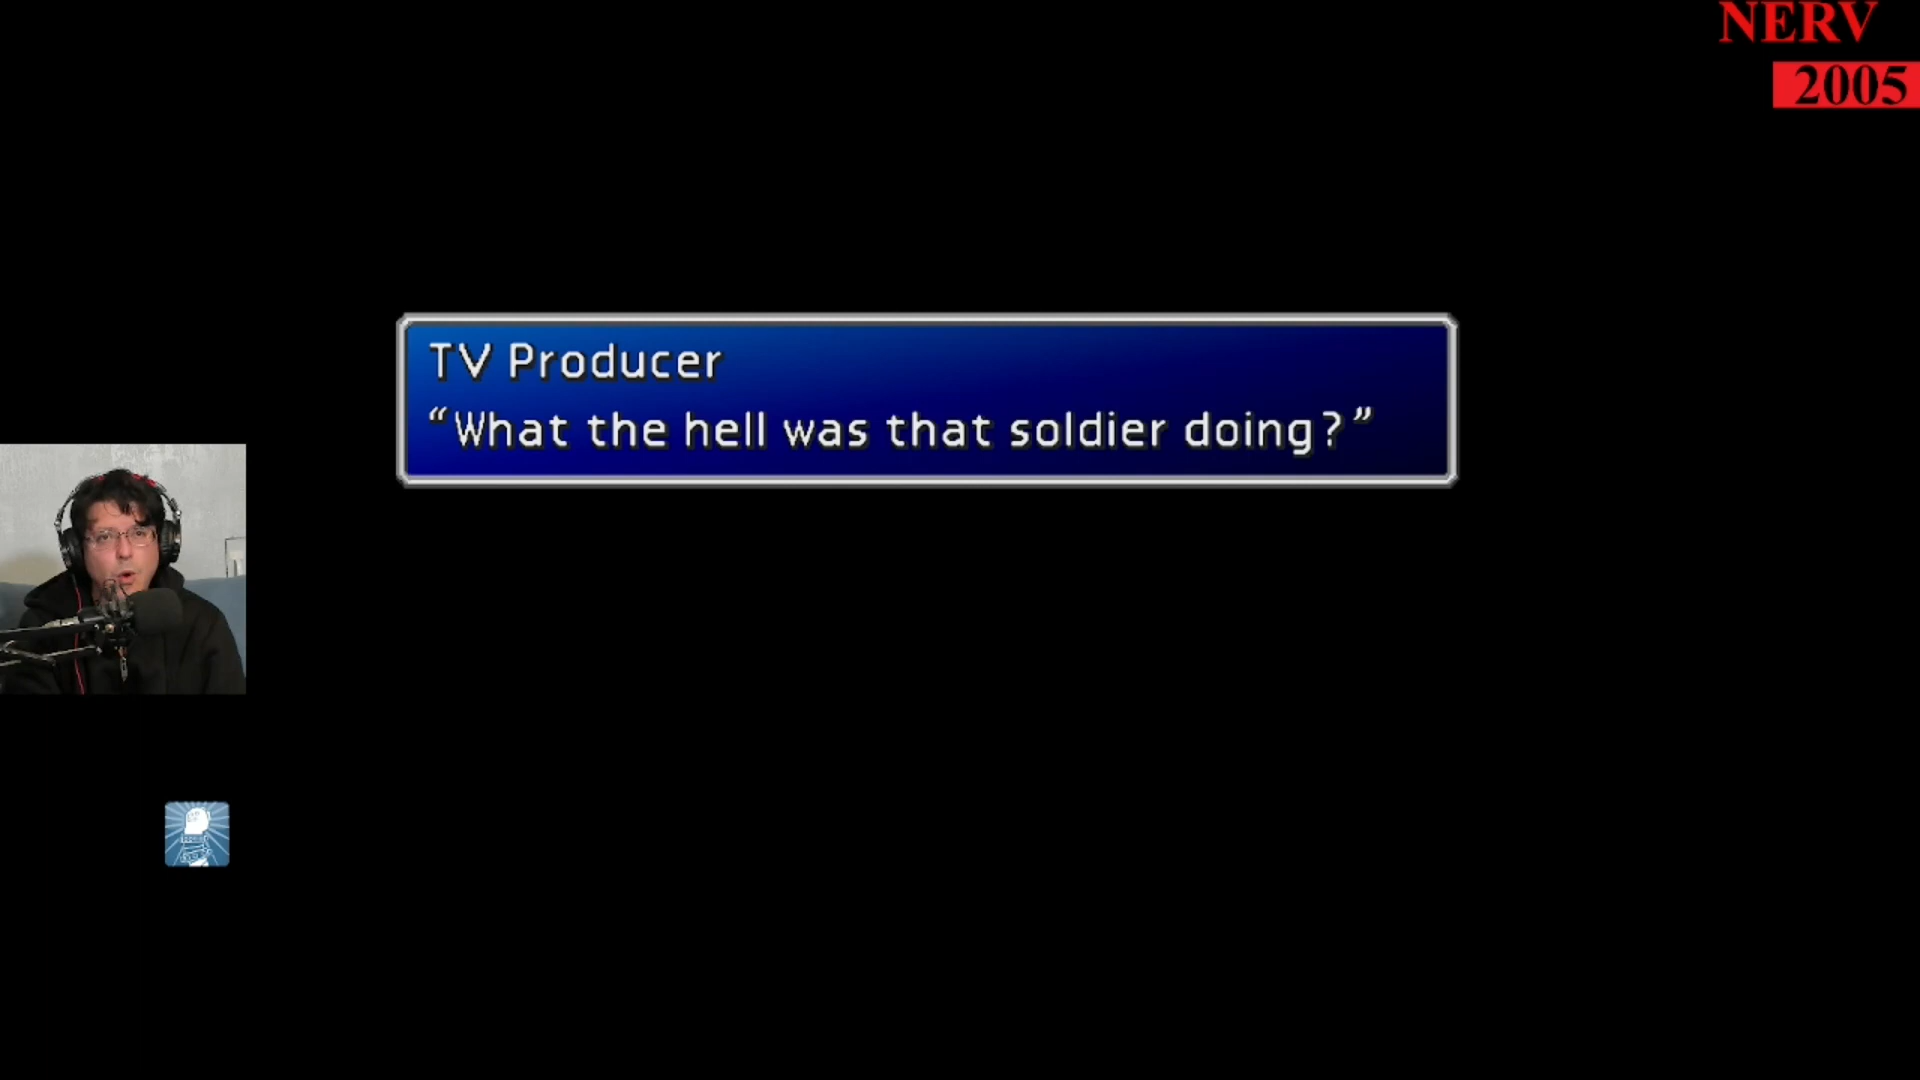 NERV
2005
TV Producer
“What the hell was that soldier doing?”